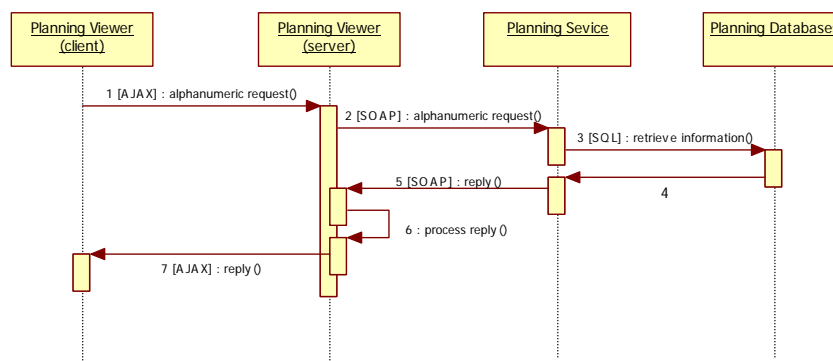 Planning Viewer
(client)
Planning Viewer
(server)
Planning Sevice
Planning Database
1 [AJAX] : alphanumeric request()
2 [SOAP] : alphanumeric request()
3 [SQL] : retrieve information()
4
5 [SOAP] : reply()
6 : process reply()
7 [AJAX] : reply()